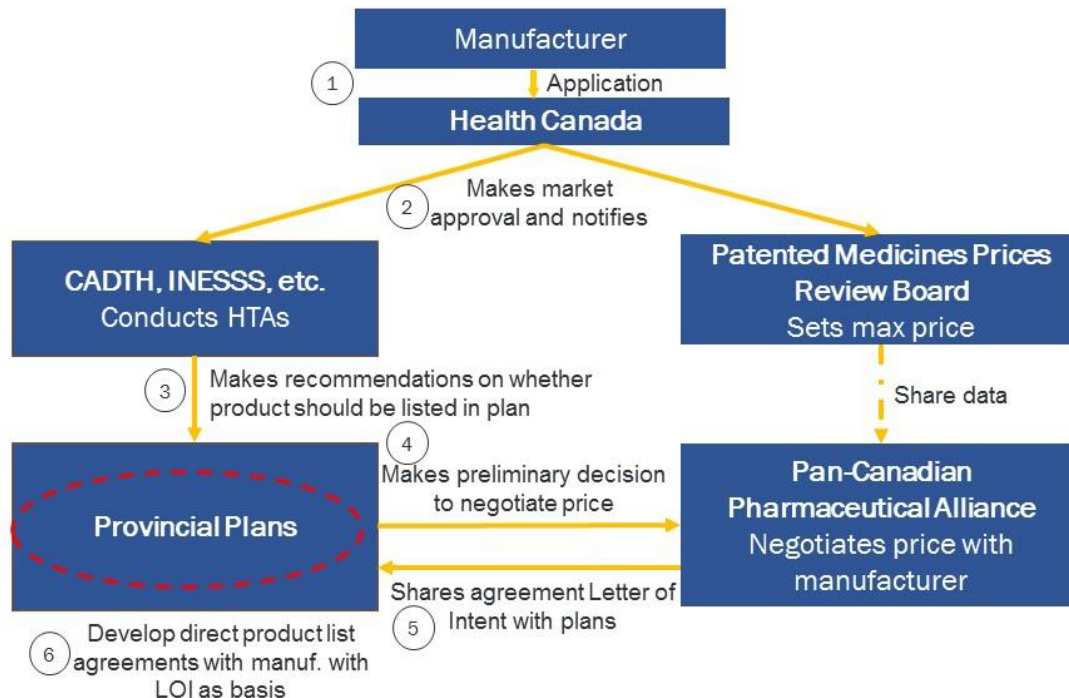 Manufacturer
1
Application
Health Canada
2
Makes market
approval and notifies
CADTH, INESSS, etc.
Conducts HTAs
Patented Medicines Prices
Review Board
Sets max price
3
Makes recommendations on whether
product should be listed in plan
Share data
4
Makes preliminary decision
to negotiate price
Provincial Plans
Pan-Canadian
Pharmaceutical Alliance
Negotiates price with
manufacturer
Shares agreement Letter of
Intent with plans
5
6
Develop direct product list
agreements with manuf. with
LOI as basis